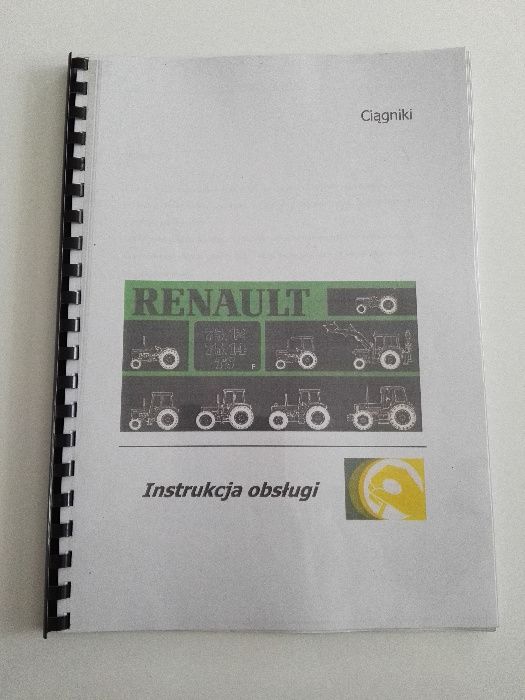 Ciągniki
RENAULT
F
Instrukcja obsługi